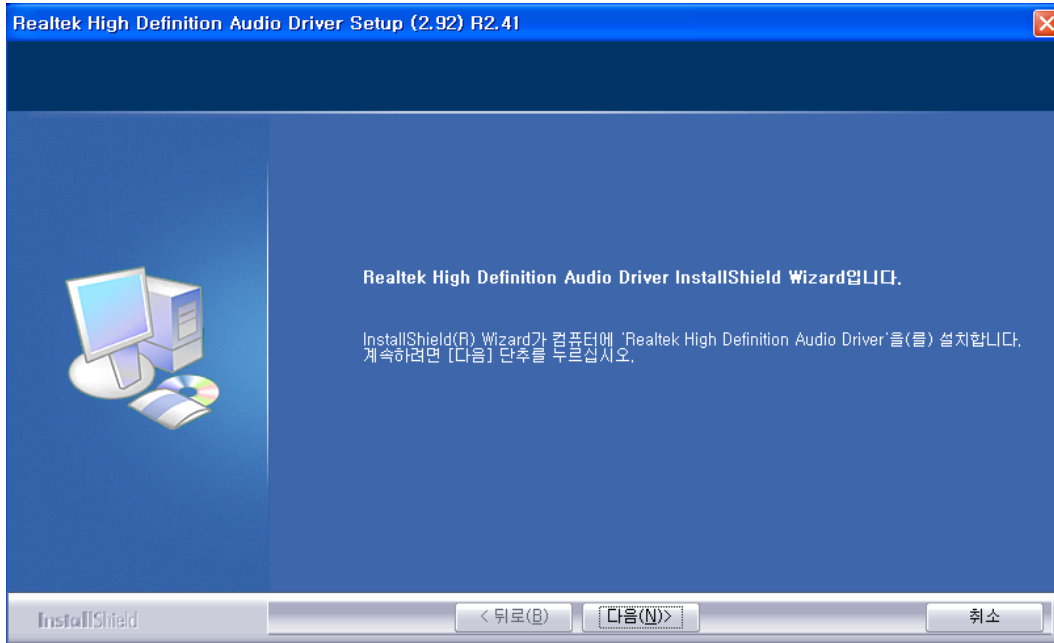 Realtek High Definition Audio Driver Setup (2.92) R2.41
Realtek High Definition Audio Driver InstallShield Wizard입니다.
InstallShield(R) Wizard가 컴퓨터에 'Realtek High Definition Audio Driver'을(를) 설치합니다.
계속하려면 [다음] 단추를 누르십시오.
InstallShield
< 뒤로(B)
다음(N)>
취소